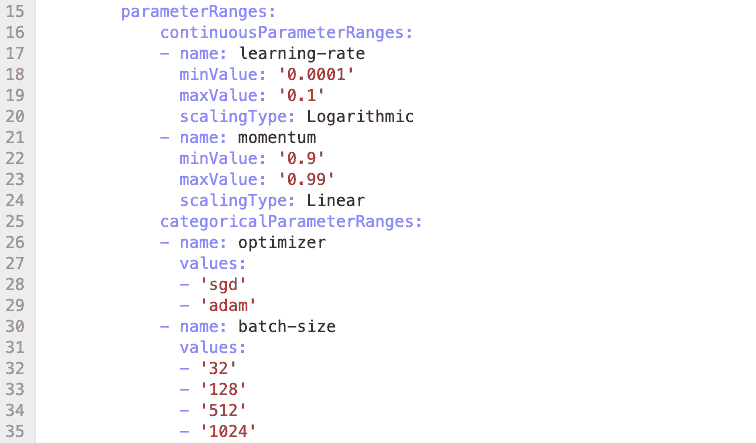 15 parameterRanges:
16 continuousParameterRanges:
17 - name: learning-rate
18 minValue: '0.0001'
19 maxValue: '0.1'
20 scalingType: Logarithmic
21 - name: momentum
22 minValue: '0.9'
23 maxValue: '0.99'
24 scalingType: Linear
25 categoricalParameterRanges:
26 - name: optimizer
27 values:
28 - 'sgd'
29 - 'adam'
30 - name: batch-size
31 values:
32 - '32'
33 - '128'
34 - '512'
35 - '1024'